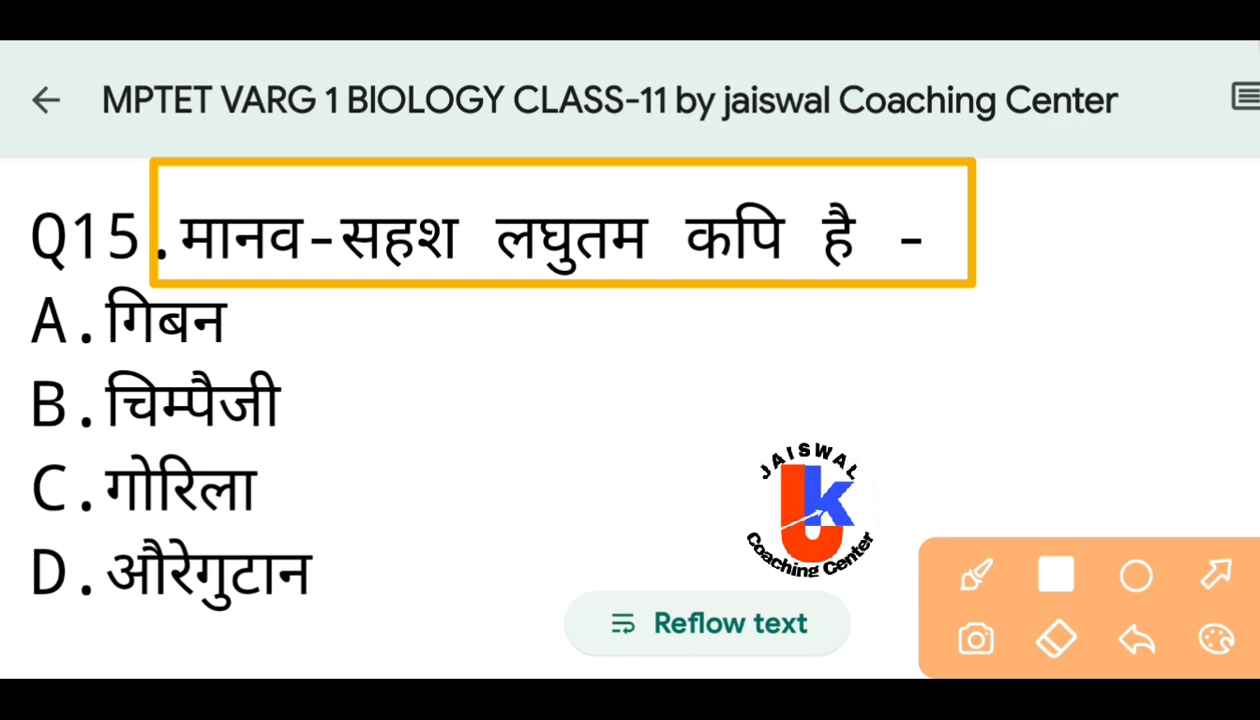 MPTET VARG 1 BIOLOGY CLASS-11 by jaiswal Coaching Center
Q15.मानव-सहश लघुतम कपि है -
A.गिबन
B.चिम्पैजी
C.गोरिला
D.औरेगुटान
JAISWAL
Jk
Coaching Center
Reflow text